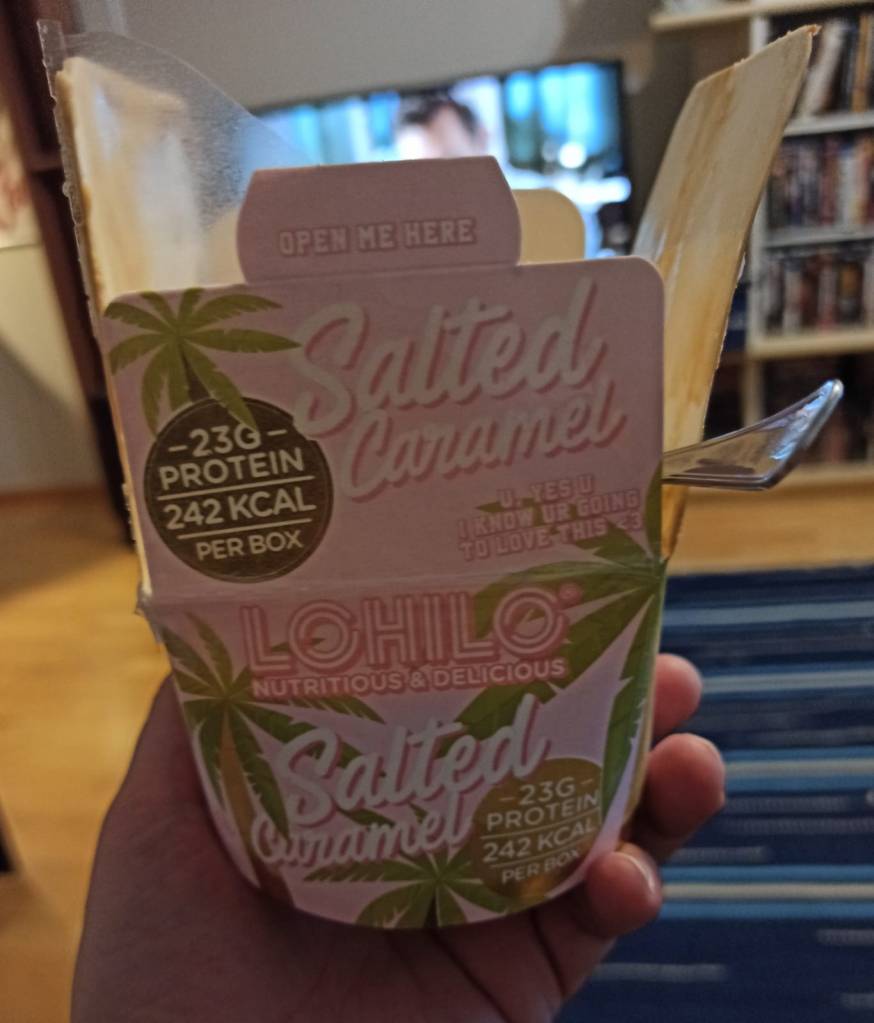 OPEN ME HERE
Salted
Caramel
-23G-
PROTEIN
242 KCAL
PER BOX
U, YES U
I KNOW UR GOING
TO LOVE THIS <3
LOHILO®
NUTRITIOUS & DELICIOUS
Salted
Caramel
-23G-
PROTEIN
242 KCAL
PER BOX